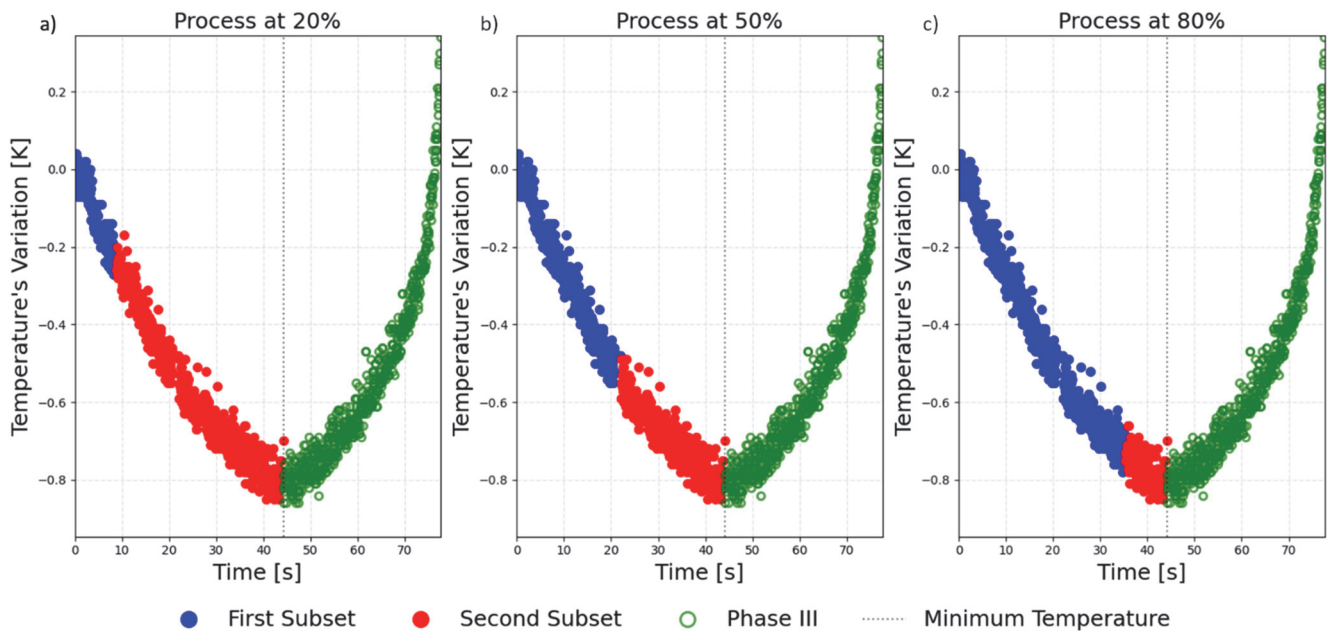 a) Process at 20%
b) Process at 50%
c) Process at 80%
Temperature's Variation [K]
0.2
0.0
−0.2
−0.4
−0.6
−0.8
0 10 20 30 40 50 60 70
Time [s]
Temperature's Variation [K]
0.2
0.0
−0.2
−0.4
−0.6
−0.8
0 10 20 30 40 50 60 70
Time [s]
Temperature's Variation [K]
0.2
0.0
−0.2
−0.4
−0.6
−0.8
0 10 20 30 40 50 60 70
Time [s]
First Subset Second Subset Phase III Minimum Temperature